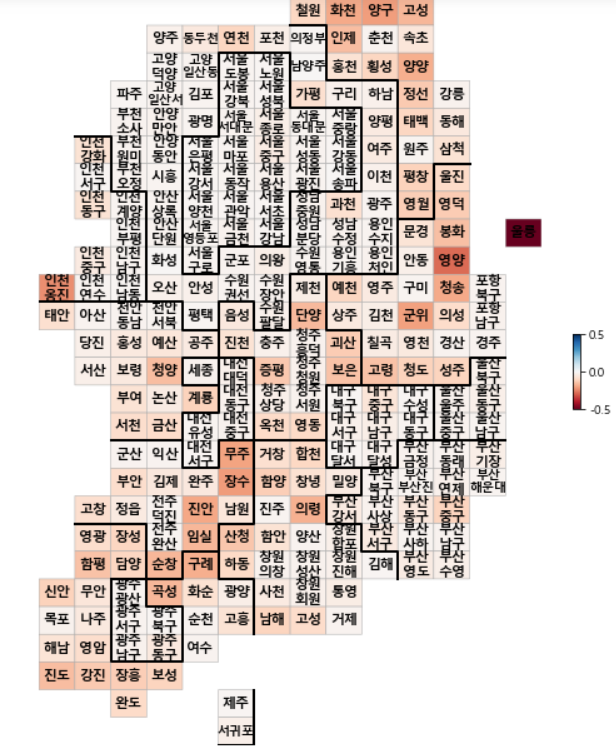 철원 화천 양구 고성
양주 동두천 연천 포천 의정부 인제 춘천 속초
고양 덕양 고양 일산동 서울 도봉 서울 노원 남양주 홍천 횡성 양양
파주 고양 일산서 김포 서울 강북 서울 성북 가평 구리 하남 정선 강릉
부천 소사 안양 만안 광명 서울 서대문 서울 종로 서울 동대문 서울 중랑 양평 태백 동해
인천 강화 부천 원미 안양 동안 서울 은평 서울 마포 서울 중구 서울 성동 서울 강동 여주 원주 삼척
인천 서구 부천 오정 시흥 서울 강서 서울 동작 서울 용산 서울 광진 서울 송파 이천 평창 울진
인천 동구 인천 계양 안산 상록 서울 양천 서울 관악 서울 서초 성남 중원 과천 광주 영월 영덕
인천 부평 안산 단원 서울 영등포 서울 금천 서울 강남 성남 분당 성남 수정 용인 수지 문경 봉화 울릉
인천 중구 인천 남구 화성 서울 구로 군포 의왕 수원 영통 용인 기흥 용인 처인 안동 영양
인천 옹진 인천 연수 인천 남동 오산 안성 수원 권선 수원 장안 제천 예천 영주 구미 청송 포항 북구
태안 아산 천안 동남 천안 서북 평택 음성 수원 팔달 단양 상주 김천 군위 의성 포항 남구
당진 홍성 예산 공주 진천 충주 청주 흥덕 괴산 칠곡 영천 경산 경주
서산 보령 청양 세종 대전 대덕 증평 청주 청원 보은 고령 청도 성주 울산 북구
부여 논산 계룡 대전 동구 청주 상당 청주 서원 대구 북구 대구 중구 대구 수성 울산 울주 울산 동구
서천 금산 대전 유성 대전 중구 옥천 영동 대구 서구 대구 남구 대구 동구 울산 중구 울산 남구
군산 익산 대전 서구 무주 거창 합천 대구 달서 대구 달성 부산 금정 부산 동래 부산 기장
부안 김제 완주 장수 함양 창녕 밀양 부산 북구 부산 부산진 부산 연제 부산 해운대
고창 정읍 전주 덕진 진안 남원 진주 의령 부산 강서 부산 사상 부산 동구 부산 중구
영광 장성 전주 완산 임실 산청 함안 양산 창원 합포 부산 서구 부산 사하 부산 남구
함평 담양 순창 구례 하동 창원 의창 창원 성산 창원 진해 김해 부산 영도 부산 수영
신안 무안 광주 광산 곡성 화순 광양 사천 창원 회원 통영
목포 나주 광주 서구 광주 북구 순천 고흥 남해 고성 거제
해남 영암 광주 남구 광주 동구 여수
진도 강진 장흥 보성
완도 제주
서귀포
0.5
0.0
-0.5